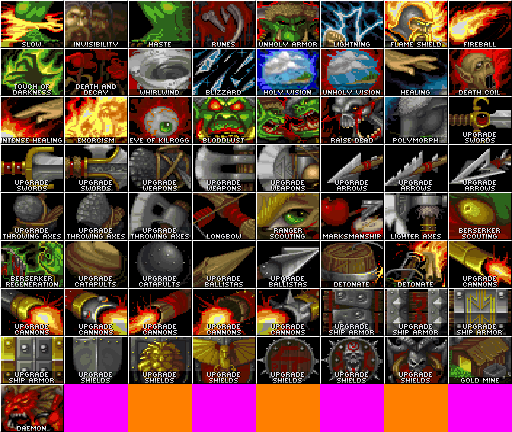 SLOW
INVISIBILITY
HASTE
RUNES
UNHOLY ARMOR
LIGHTNING
FLAME SHIELD
FIREBALL
TOUCH OF
DARKNESS
DEATH AND
DECAY
WHIRLWIND
BLIZZARD
HOLY VISION
UNHOLY VISION
HEALING
DEATH COIL
INTENSE HEALING
EXORCISM
EYE OF KILROGG
BLOODLUST
RAISE DEAD
POLYMORPH
UPGRADE
SWORDS
UPGRADE
SWORDS
UPGRADE
SWORDS
UPGRADE
WEAPONS
UPGRADE
WEAPONS
UPGRADE
WEAPONS
UPGRADE
ARROWS
UPGRADE
ARROWS
UPGRADE
ARROWS
UPGRADE
THROWING AXES
UPGRADE
THROWING AXES
UPGRADE
THROWING AXES
LONGBOW
RANGER
SCOUTING
MARKSMANSHIP
LIGHTER AXES
BERSERKER
SCOUTING
BERSERKER
REGENERATION
UPGRADE
CATAPULTS
UPGRADE
CATAPULTS
UPGRADE
BALLISTAS
UPGRADE
BALLISTAS
DETONATE
DETONATE
UPGRADE
CANNONS
UPGRADE
CANNONS
UPGRADE
CANNONS
UPGRADE
CANNONS
UPGRADE
CANNONS
UPGRADE
CANNONS
UPGRADE
SHIP ARMOR
UPGRADE
SHIP ARMOR
UPGRADE
SHIP ARMOR
UPGRADE
SHIP ARMOR
UPGRADE
SHIELDS
UPGRADE
SHIELDS
UPGRADE
SHIELDS
UPGRADE
SHIELDS
UPGRADE
SHIELDS
UPGRADE
SHIELDS
GOLD MINE
DAEMON